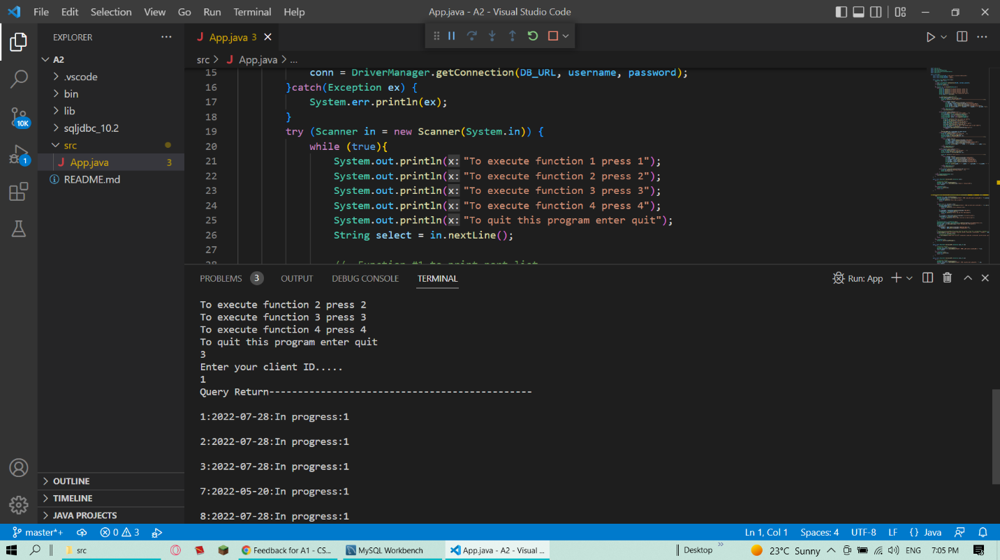 File Edit Selection View Go Run Terminal Help
App.java - A2 - Visual Studio Code
EXPLORER
App.java 3
A2
.vscode
bin
lib
sqljdbc_10.2
src
App.java 3
README.md
10K
1
src > App.java > ...
15 conn = DriverManager.getConnection(DB_URL, username, password);
16 }catch(Exception ex) {
17 System.err.println(ex);
18 }
19 try (Scanner in = new Scanner(System.in)) {
20 while (true){
21 System.out.println(x: "To execute function 1 press 1");
22 System.out.println(x: "To execute function 2 press 2");
23 System.out.println(x: "To execute function 3 press 3");
24 System.out.println(x: "To execute function 4 press 4");
25 System.out.println(x: "To quit this program enter quit");
26 String select = in.nextLine();
27
28 // Function #1 to print part list
PROBLEMS 3 OUTPUT DEBUG CONSOLE TERMINAL
Run: App
To execute function 2 press 2
To execute function 3 press 3
To execute function 4 press 4
To quit this program enter quit
3
Enter your client ID.....
1
Query Return----------------------------------------------
1:2022-07-28:In progress:1
2:2022-07-28:In progress:1
3:2022-07-28:In progress:1
7:2022-05-20:In progress:1
8:2022-07-28:In progress:1
OUTLINE
TIMELINE
JAVA PROJECTS
master*+ 0 3
Ln 1, Col 1 Spaces: 4 UTF-8 LF {} Java
src
Feedback for A1 - CS...
MySQL Workbench
App.java - A2 - Visual ...
Desktop
23°C Sunny
ENG
7:05 PM